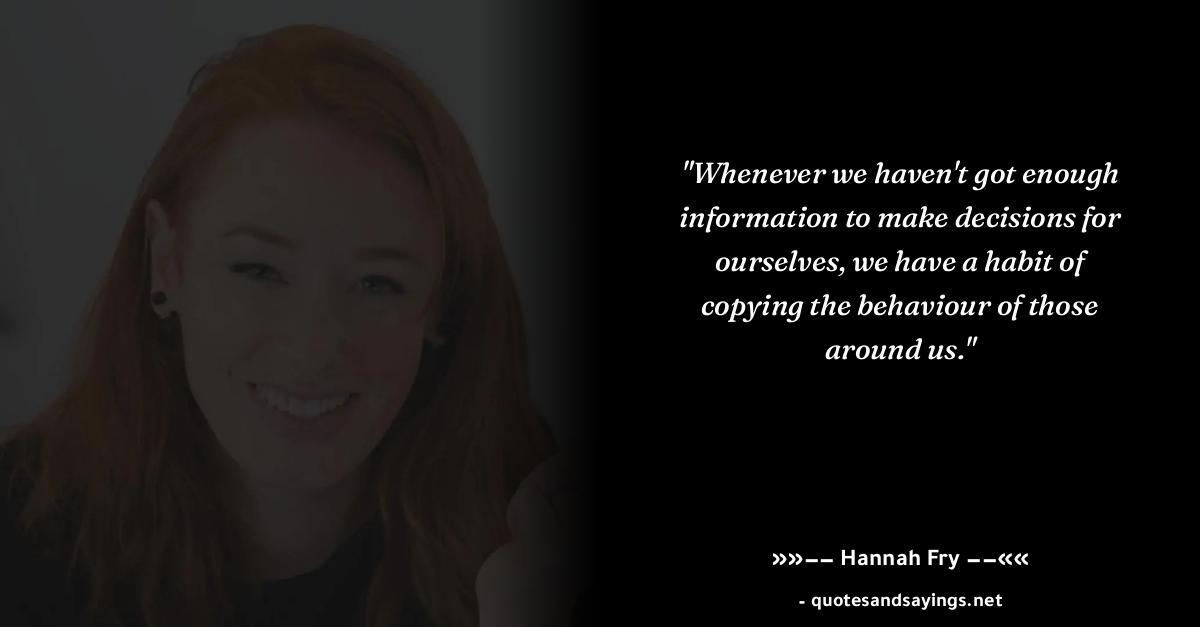 "Whenever we haven't got enough
information to make decisions for
ourselves, we have a habit of
copying the behaviour of those
around us."
»»−− Hannah Fry −−««
- quotesandsayings.net